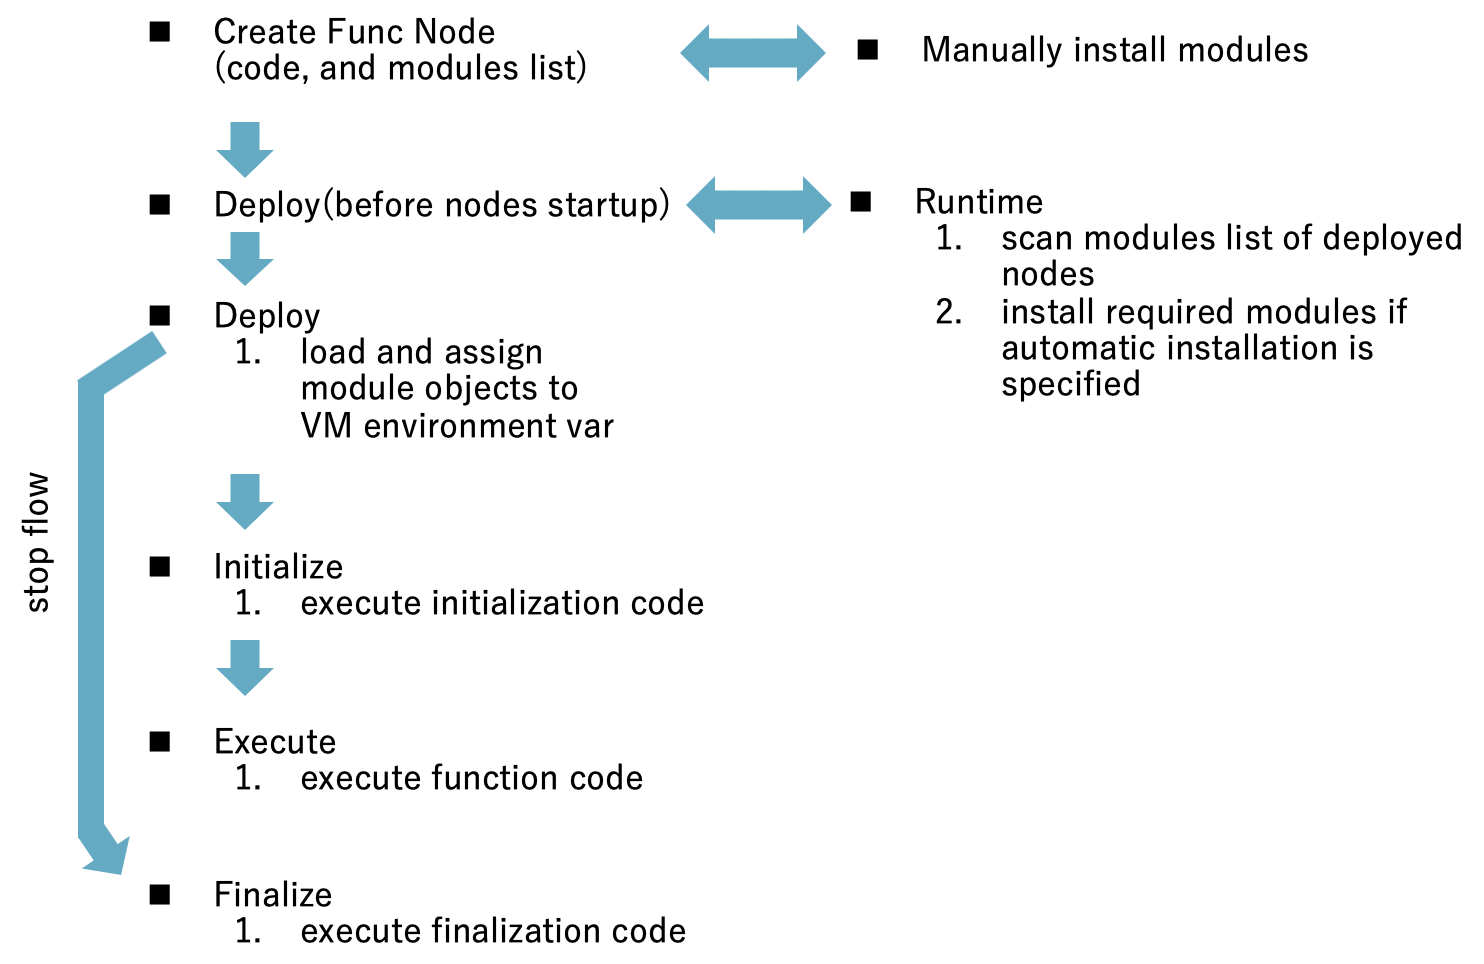 ■ Create Func Node
(code, and modules list)
■ Manually install modules
■ Deploy(before nodes startup)
■ Runtime
1. scan modules list of deployed
nodes
2. install required modules if
automatic installation is
specified
■ Deploy
1. load and assign
module objects to
VM environment var
stop flow
■ Initialize
1. execute initialization code
■ Execute
1. execute function code
■ Finalize
1. execute finalization code